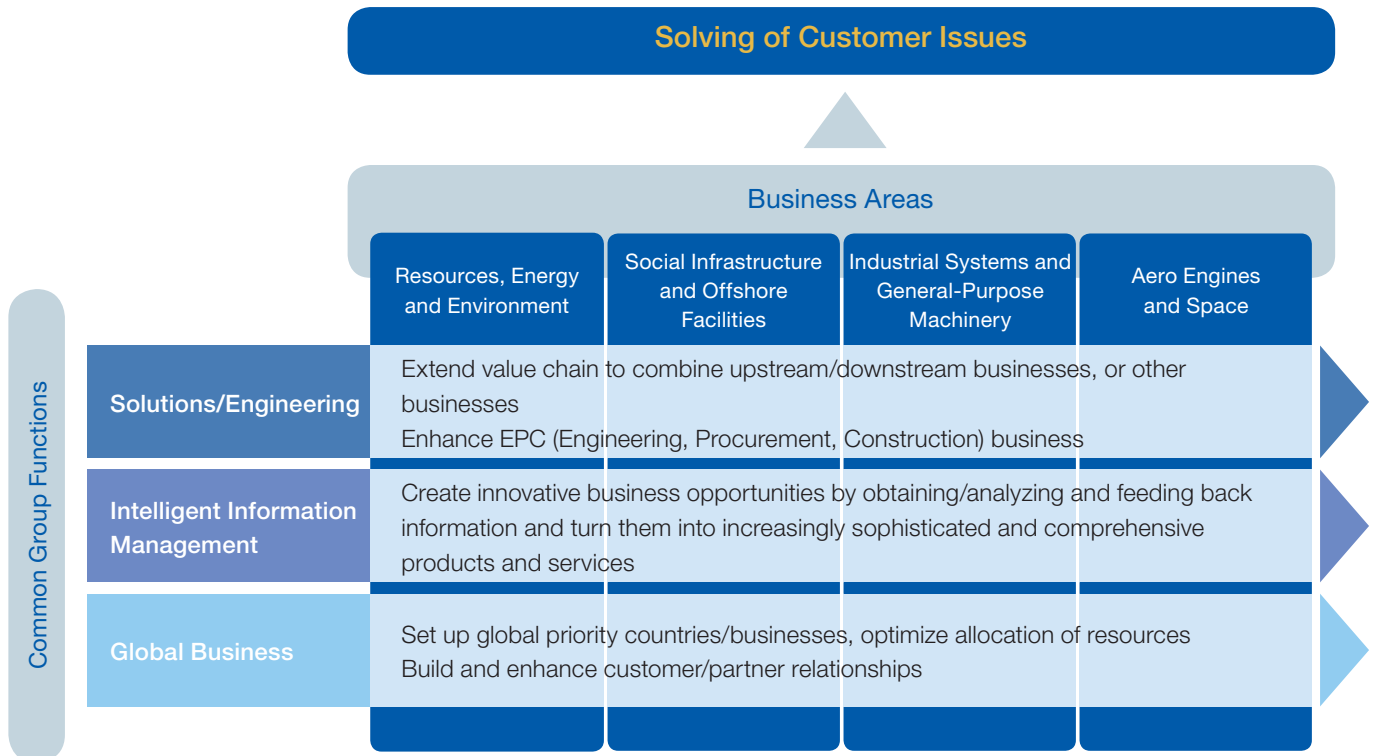 Solving of Customer Issues
Business Areas
Resources, Energy
and Environment
Social Infrastructure
and Offshore
Facilities
Industrial Systems and
General-Purpose
Machinery
Aero Engines
and Space
Common Group Functions
Solutions/Engineering
Extend value chain to combine upstream/downstream businesses, or other
businesses
Enhance EPC (Engineering, Procurement, Construction) business
Intelligent Information
Management
Create innovative business opportunities by obtaining/analyzing and feeding back
information and turn them into increasingly sophisticated and comprehensive
products and services
Global Business
Set up global priority countries/businesses, optimize allocation of resources
Build and enhance customer/partner relationships